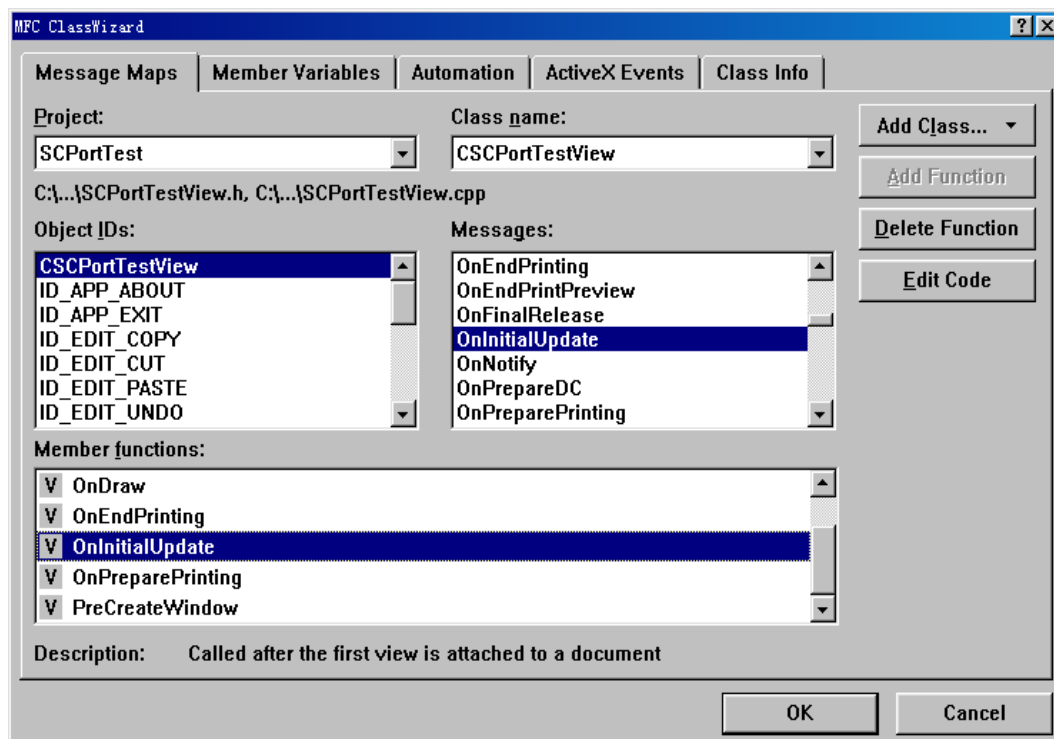 MFC ClassWizard
Message Maps Member Variables Automation ActiveX Events Class Info
Project:
Class name:
Add Class...
SCPortTest
CSCPortTestView
Add Function
C:\...\SCPortTestView.h, C:\...\SCPortTestView.cpp
Object IDs:
Messages:
Delete Function
Edit Code
CSCPortTestView
ID_APP_ABOUT
ID_APP_EXIT
ID_EDIT_COPY
ID_EDIT_CUT
ID_EDIT_PASTE
ID_EDIT_UNDO
OnEndPrinting
OnEndPrintPreview
OnFinalRelease
OnInitialUpdate
OnNotify
OnPrepareDC
OnPreparePrinting
Member functions:
V OnDraw
V OnEndPrinting
V OnInitialUpdate
V OnPreparePrinting
V PreCreateWindow
Description: Called after the first view is attached to a document
OK Cancel